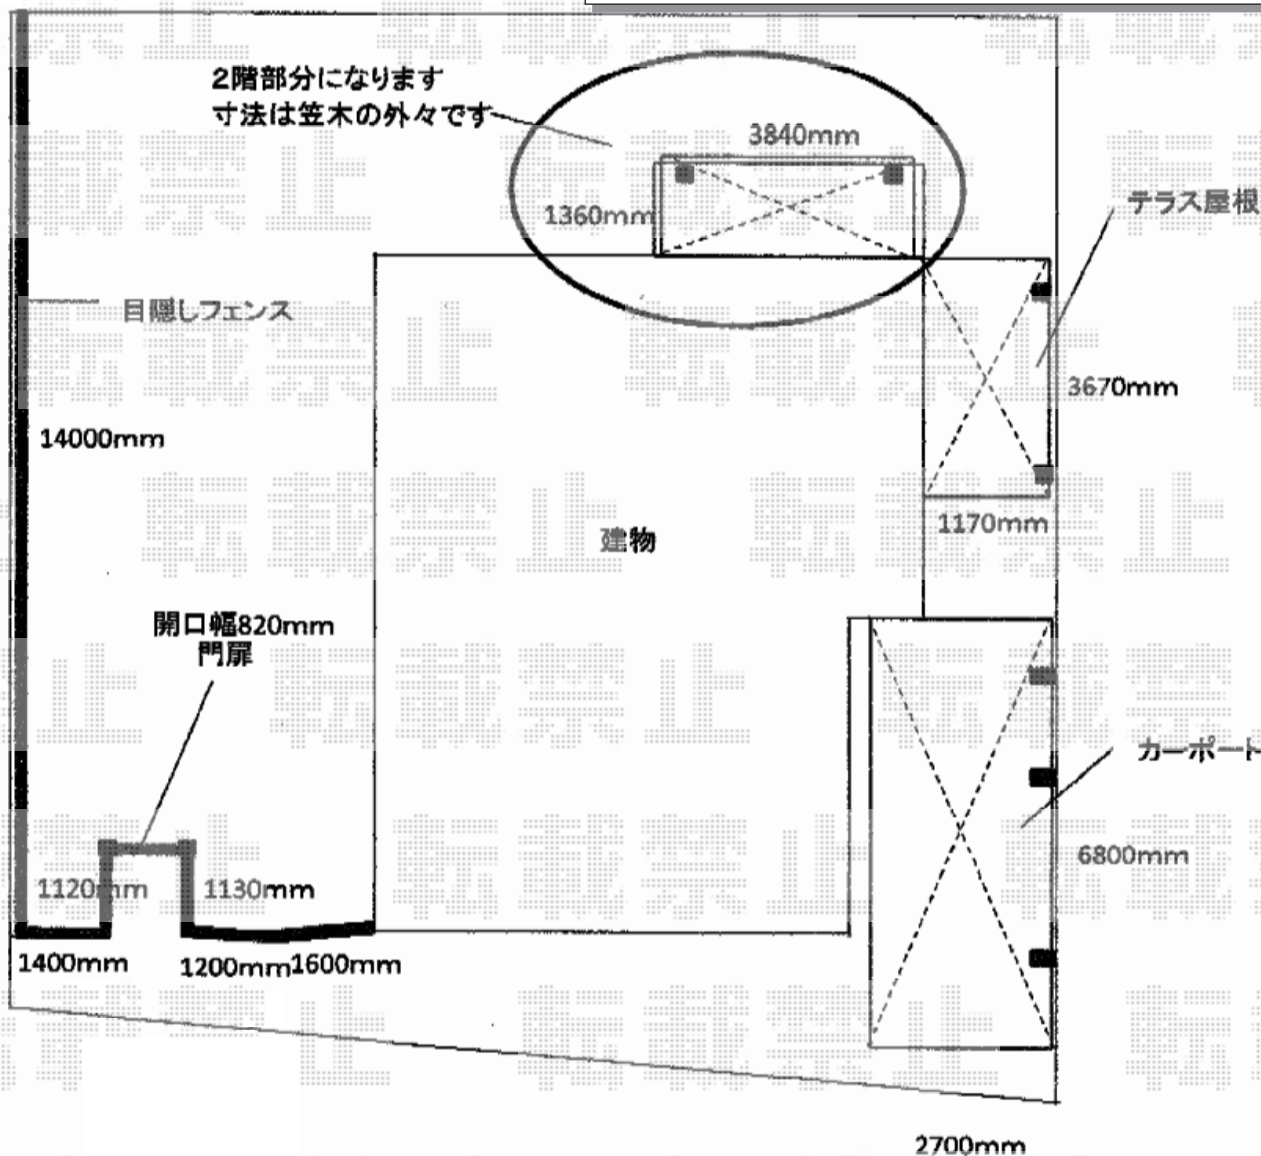 2階部分になります
寸法は笠木の外々です
3840mm
1360mm
テラス屋根
目隠しフェンス
3670mm
14000mm
1170mm
建物
開口幅820mm
門扉
カーポート
6800mm
1120mm
1130mm
1400mm
1200mm
1600mm
2700mm
転載禁止